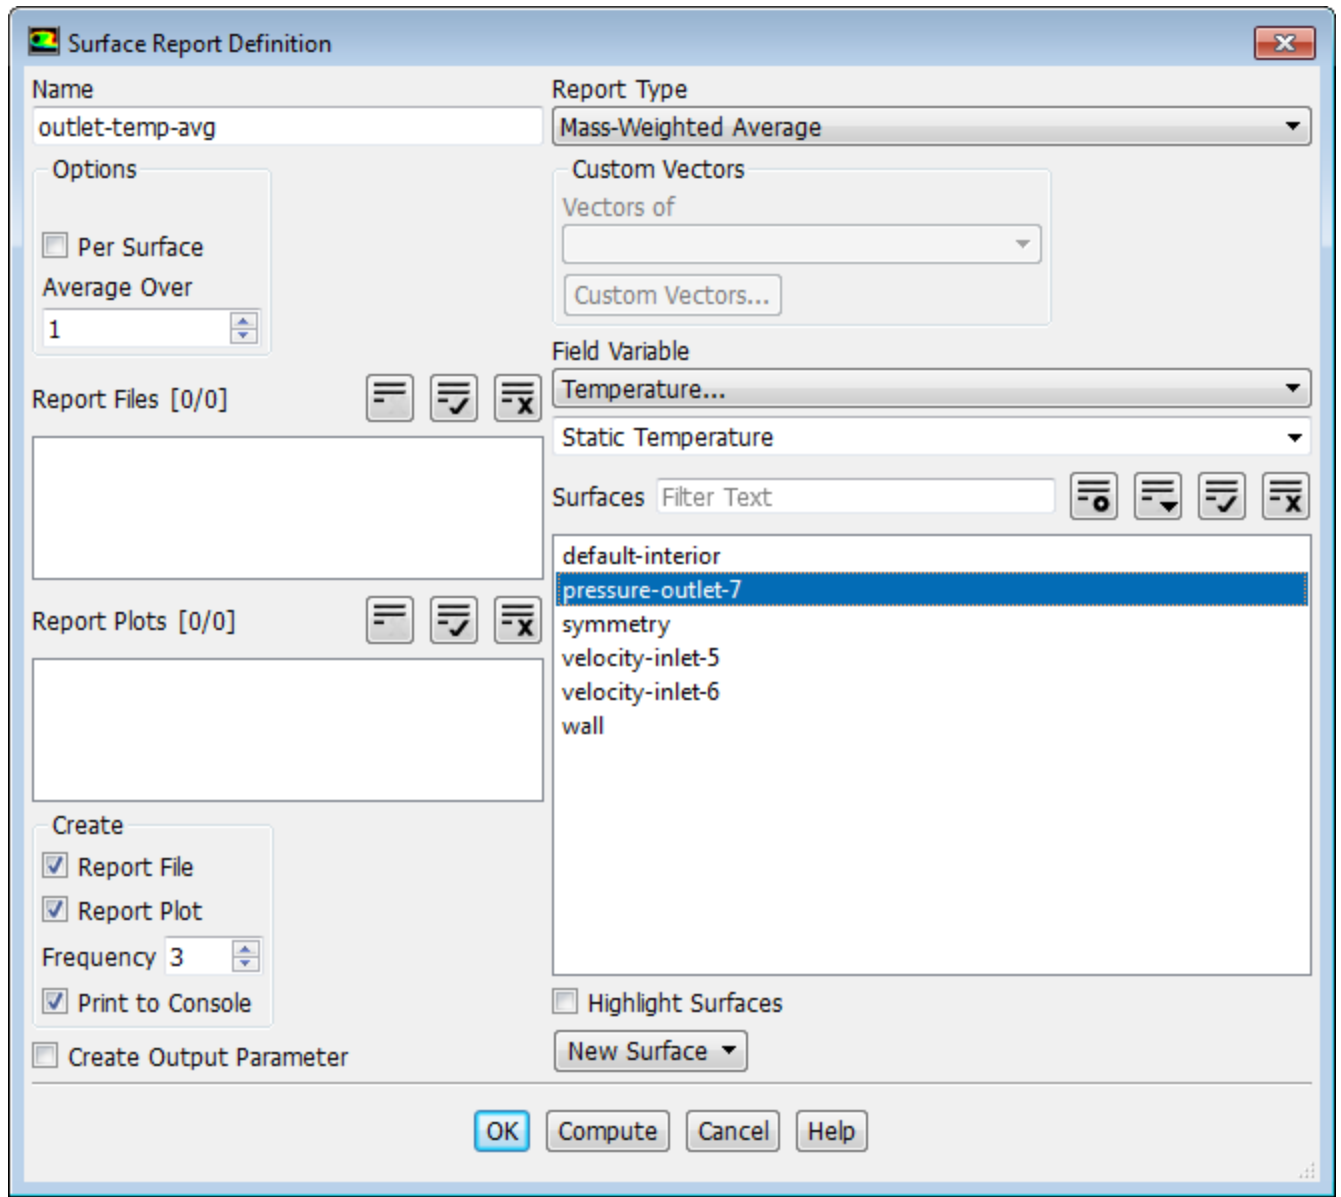 Surface Report Definition
Name
outlet-temp-avg
Options
Per Surface
Average Over
1
Report Files [0/0]
Report Plots [0/0]
Create
Report File
Report Plot
Frequency 3
Print to Console
Create Output Parameter
Report Type
Mass-Weighted Average
Custom Vectors
Vectors of
Custom Vectors...
Field Variable
Temperature...
Static Temperature
Surfaces Filter Text
default-interior
pressure-outlet-7
symmetry
velocity-inlet-5
velocity-inlet-6
wall
Highlight Surfaces
New Surface
OK Compute Cancel Help